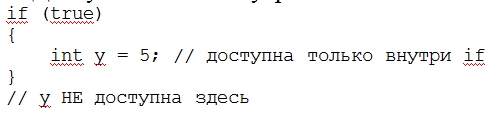 if (true)
{
    int y = 5; // доступна только внутри if
}
// y НЕ доступна здесь